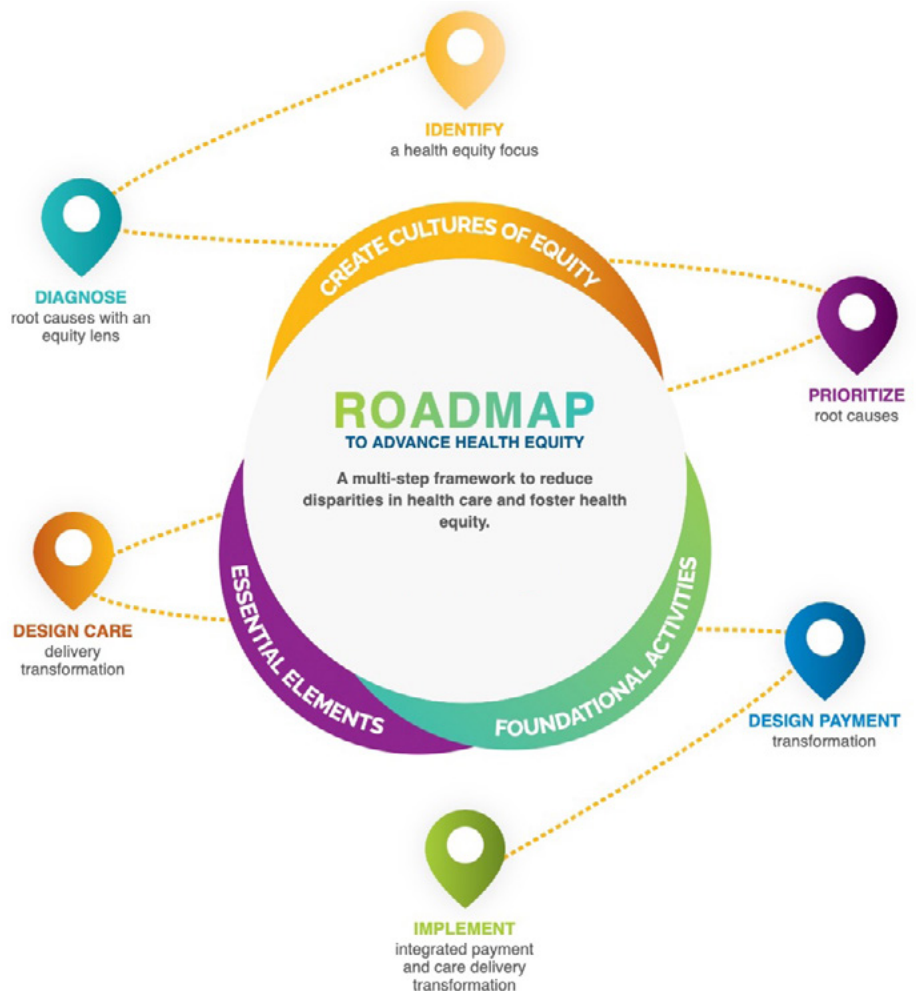 IDENTIFY
a health equity focus
CREATE CULTURES OF EQUITY
DIAGNOSE
root causes with an
equity lens
PRIORITIZE
root causes
ROADMAP
TO ADVANCE HEALTH EQUITY
A multi-step framework to reduce
disparities in health care and foster health
equity.
ESSENTIAL ELEMENTS
FOUNDATIONAL ACTIVITIES
DESIGN CARE
delivery
transformation
DESIGN PAYMENT
transformation
IMPLEMENT
integrated payment
and care delivery
transformation